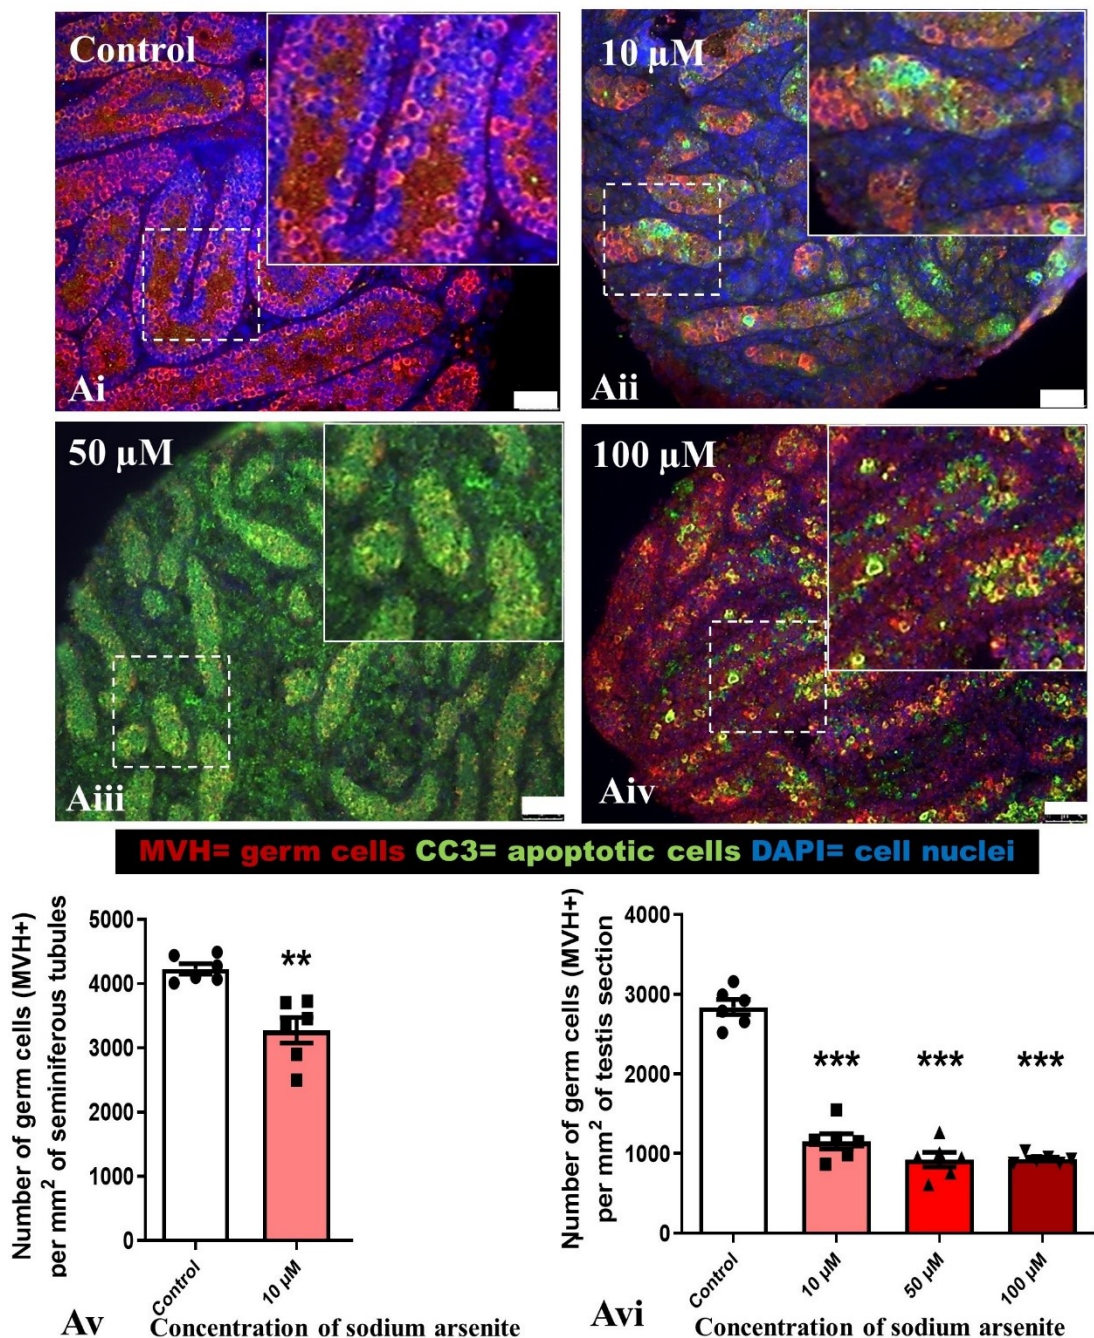 Control
Ai
10 µM
Aii
50 µM
Aiii
100 µM
Aiv
MVH= germ cells CC3= apoptotic cells DAPI= cell nuclei
Number of germ cells (MVH+)
per mm² of seminiferous tubules
5000
4000
3000
2000
1000
0
**
Control
10 µM
Av
Concentration of sodium arsenite
Number of germ cells (MVH+)
per mm² of testis section
4000
3000
2000
1000
0
***
***
***
Control
10 µM
50 µM
100 µM
Avi
Concentration of sodium arsenite